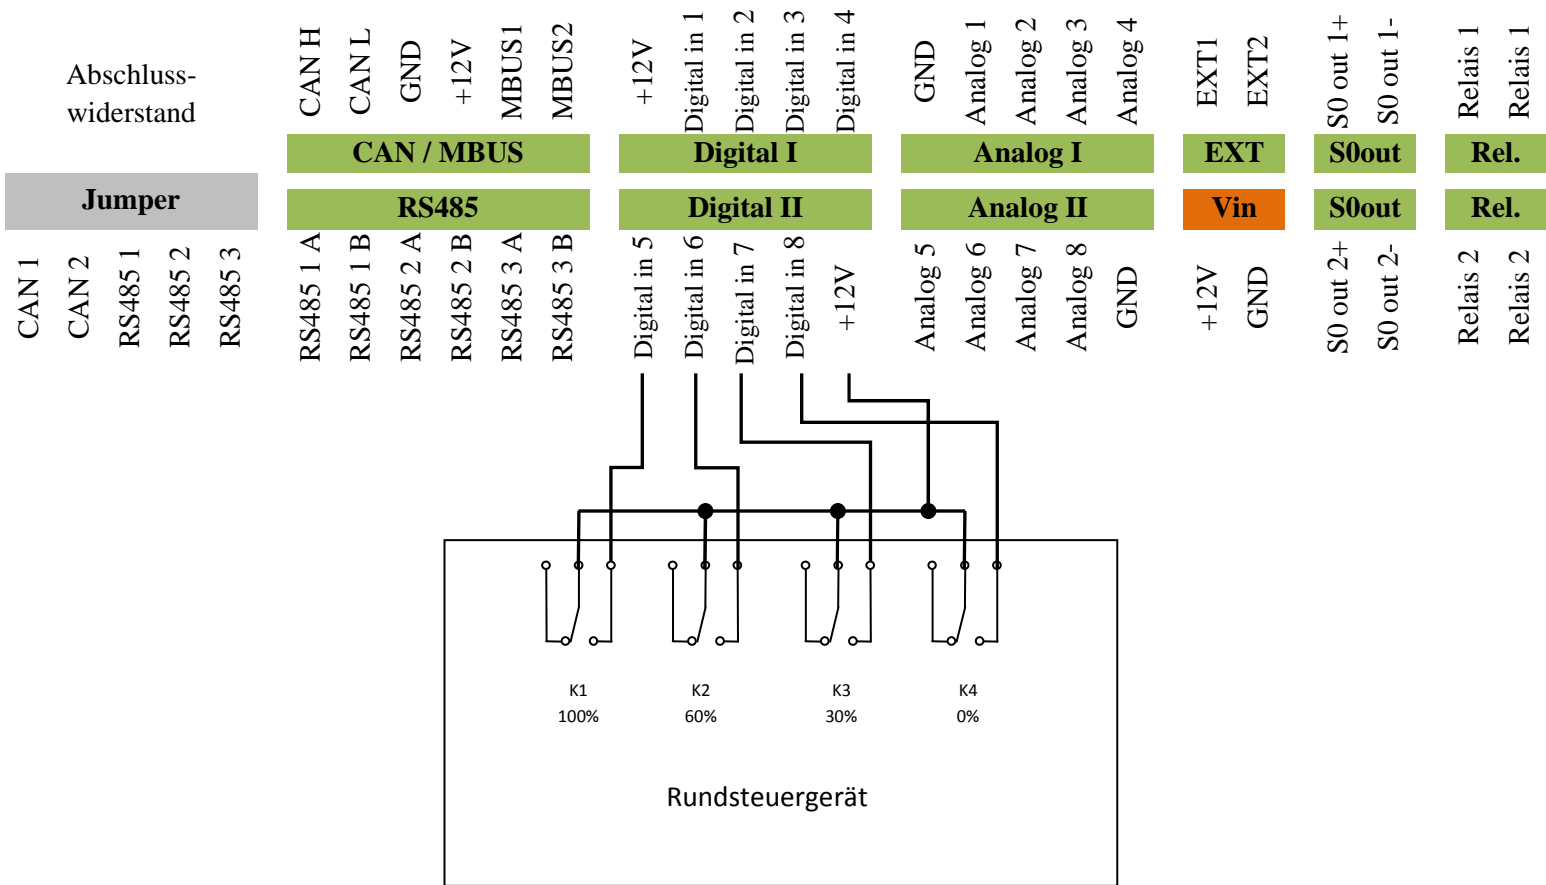 Abschluss-
widerstand
CAN H
CAN L
GND
+12V
MBUS1
MBUS2
+12V
Digital in 1
Digital in 2
Digital in 3
Digital in 4
GND
Analog 1
Analog 2
Analog 3
Analog 4
EXT1
EXT2
S0 out 1+
S0 out 1-
Relais 1
Relais 1
CAN / MBUS
Digital I
Analog I
EXT
S0out
Rel.
Jumper
RS485
Digital II
Analog II
Vin
S0out
Rel.
CAN 1
CAN 2
RS485 1
RS485 2
RS485 3
RS485 1 A
RS485 1 B
RS485 2 A
RS485 2 B
RS485 3 A
RS485 3 B
Digital in 5
Digital in 6
Digital in 7
Digital in 8
+12V
Analog 5
Analog 6
Analog 7
Analog 8
GND
+12V
GND
S0 out 2+
S0 out 2-
Relais 2
Relais 2
K1
100%
K2
60%
K3
30%
K4
0%
Rundsteuergerät